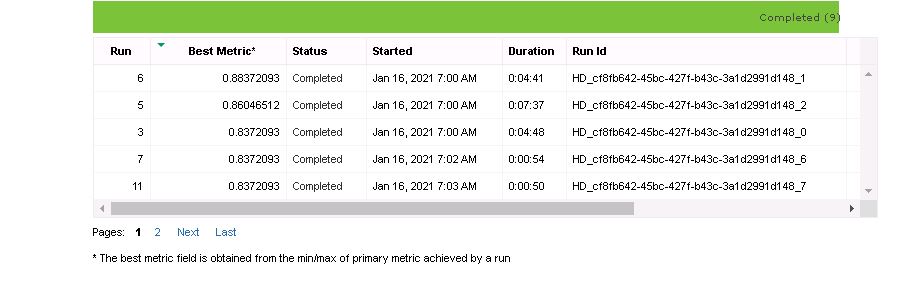 Completed (9)
Run Best Metric* Status Started Duration Run Id
6 0.88372093 Completed Jan 16, 2021 7:00 AM 0:04:41 HD_cf8fb642-45bc-427f-b43c-3a1d2991d148_1
5 0.86046512 Completed Jan 16, 2021 7:00 AM 0:07:37 HD_cf8fb642-45bc-427f-b43c-3a1d2991d148_2
3 0.8372093 Completed Jan 16, 2021 7:00 AM 0:04:48 HD_cf8fb642-45bc-427f-b43c-3a1d2991d148_0
7 0.8372093 Completed Jan 16, 2021 7:02 AM 0:00:54 HD_cf8fb642-45bc-427f-b43c-3a1d2991d148_6
11 0.8372093 Completed Jan 16, 2021 7:03 AM 0:00:50 HD_cf8fb642-45bc-427f-b43c-3a1d2991d148_7
Pages: 1 2 Next Last
* The best metric field is obtained from the min/max of primary metric achieved by a run